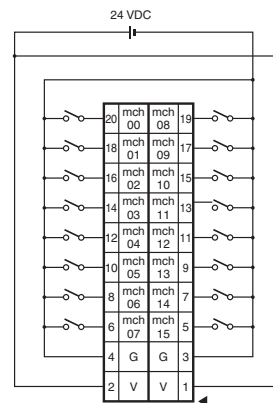 24 VDC
20 mch 00 mch 08 19
18 mch 01 mch 09 17
16 mch 02 mch 10 15
14 mch 03 mch 11 13
12 mch 04 mch 12 11
10 mch 05 mch 13 9
8 mch 06 mch 14 7
6 mch 07 mch 15 5
4 G G 3
2 V V 1